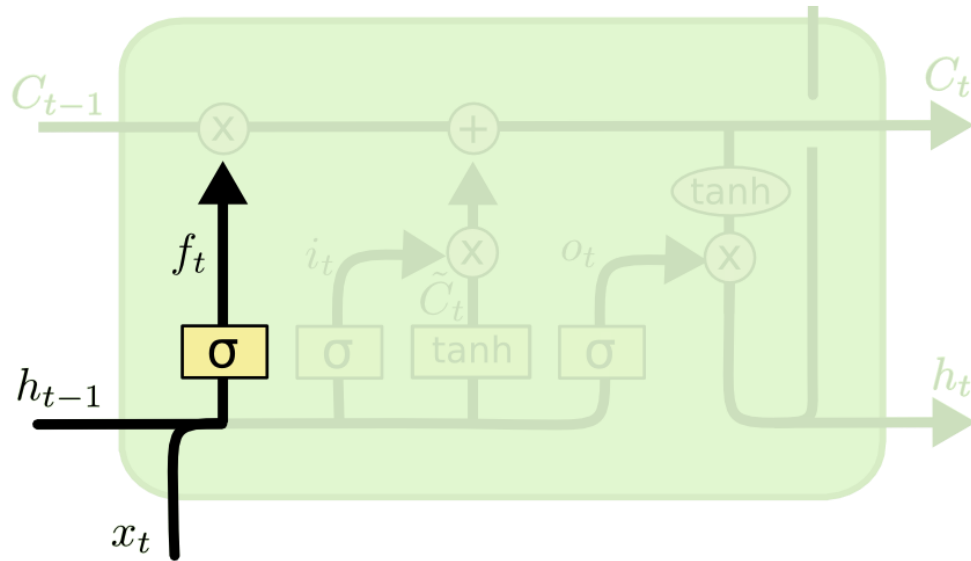 C_{t-1}
C_t
x
+
tanh
f_t
i_t
x
o_t
x
C̃_t
σ
σ
tanh
σ
h_{t-1}
h_t
x_t